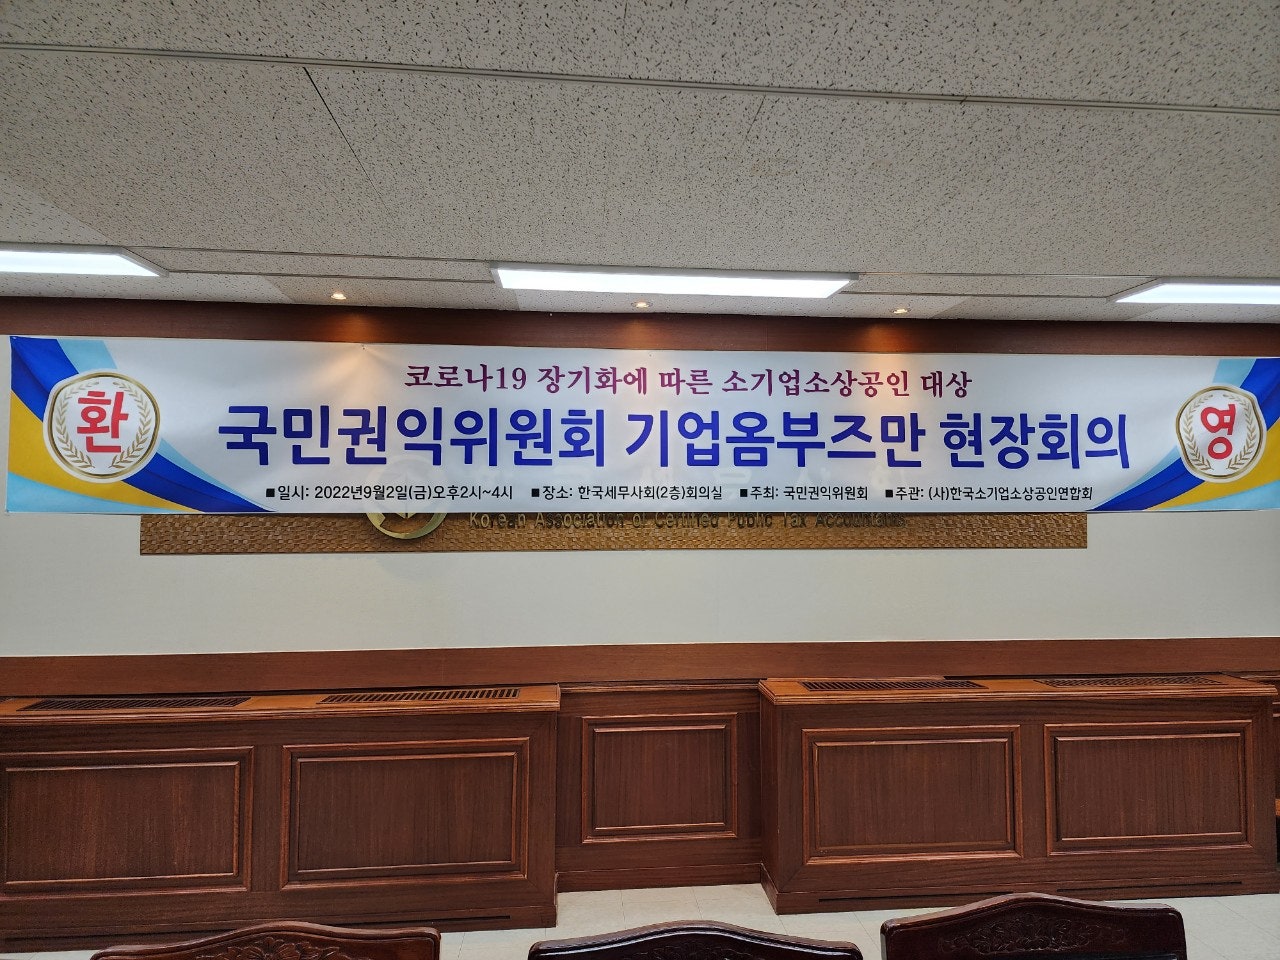 코로나19 장기화에 따른 소기업소상공인 대상
환 국민권익위원회 기업옴부즈만 현장회의 영
■일시: 2022년9월2일(금)오후2시~4시 ■장소: 한국세무사회(2층)회의실 ■주최: 국민권익위원회 ■주관: (사)한국소기업소상공인연합회
Korean Association of Certified Public Tax Accountants